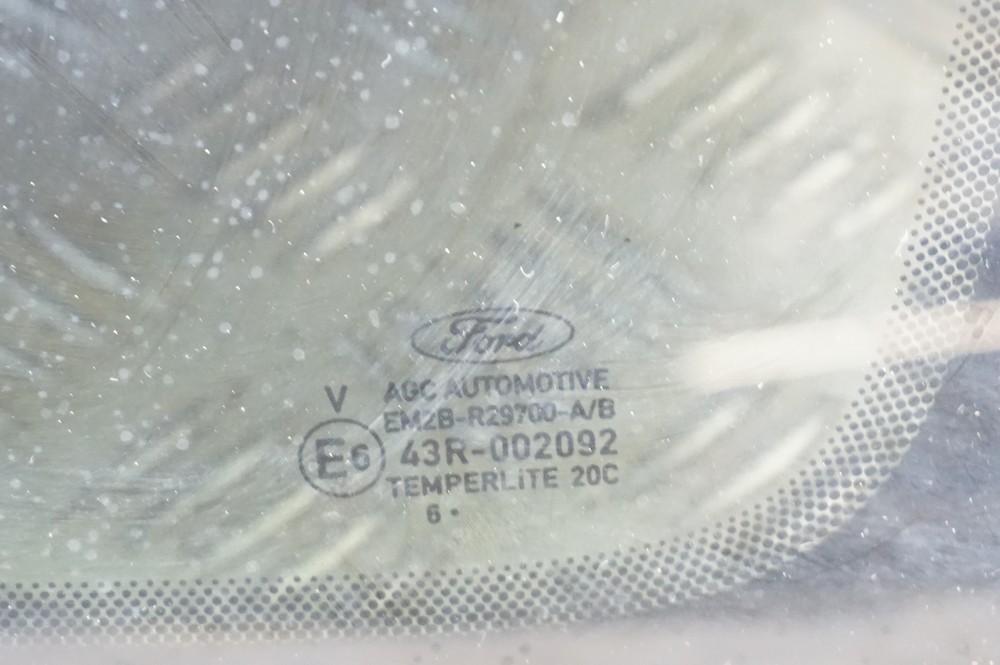 Ford
AGC AUTOMOTIVE
V
EM2B-R29700-A/B
E6 43R-002092
TEMPERLITE 20C
6 •